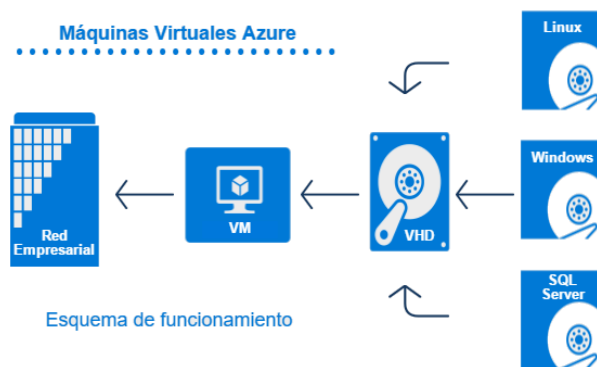 Máquinas Virtuales Azure
Linux
Windows
SQL
Server
VHD
VM
Red
Empresarial
Esquema de funcionamiento